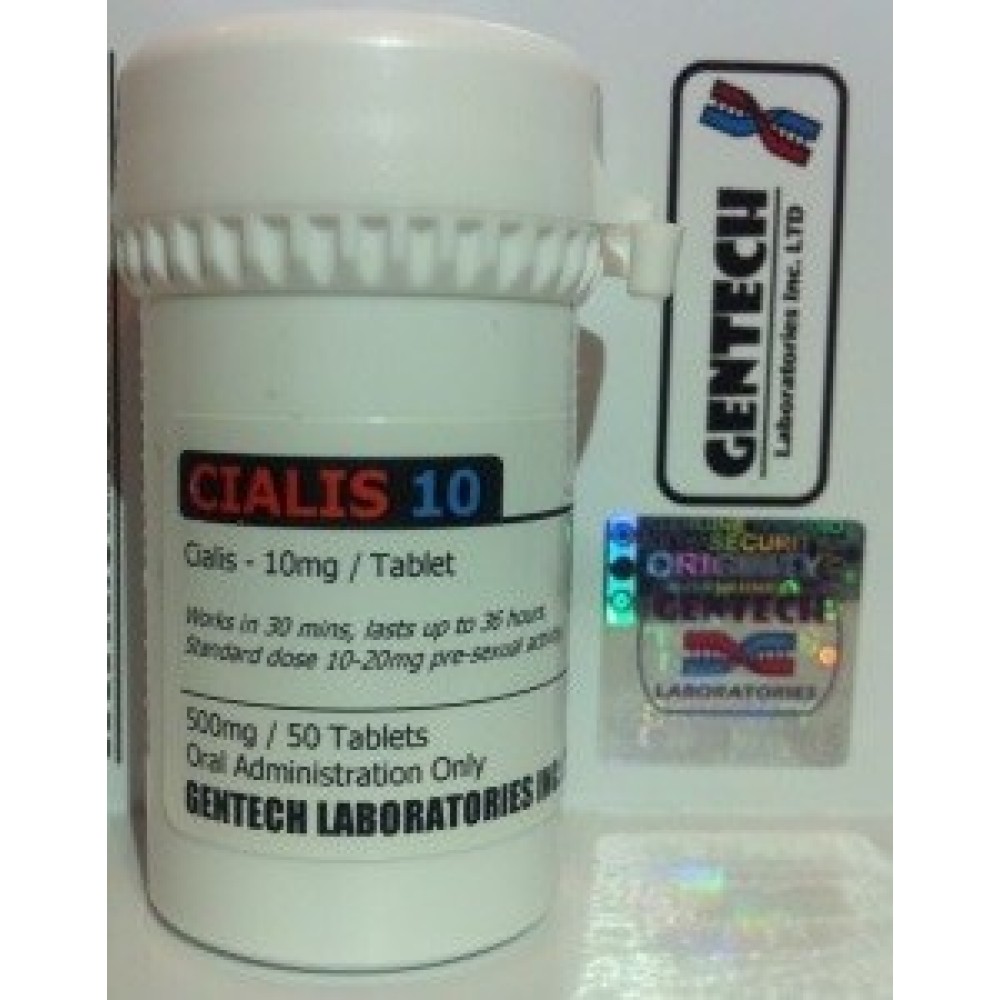 CIALIS 10
Cialis - 10mg / Tablet
Works in 30 mins, lasts up to 36 hours.
Standard dose 10-20mg pre-sexual activity
500mg / 50 Tablets
Oral Administration Only
GENTECH LABORATORIES INC
GENTECH
Laboratories Inc. LTD
SECURIT
GENTECH
LABORATORIES